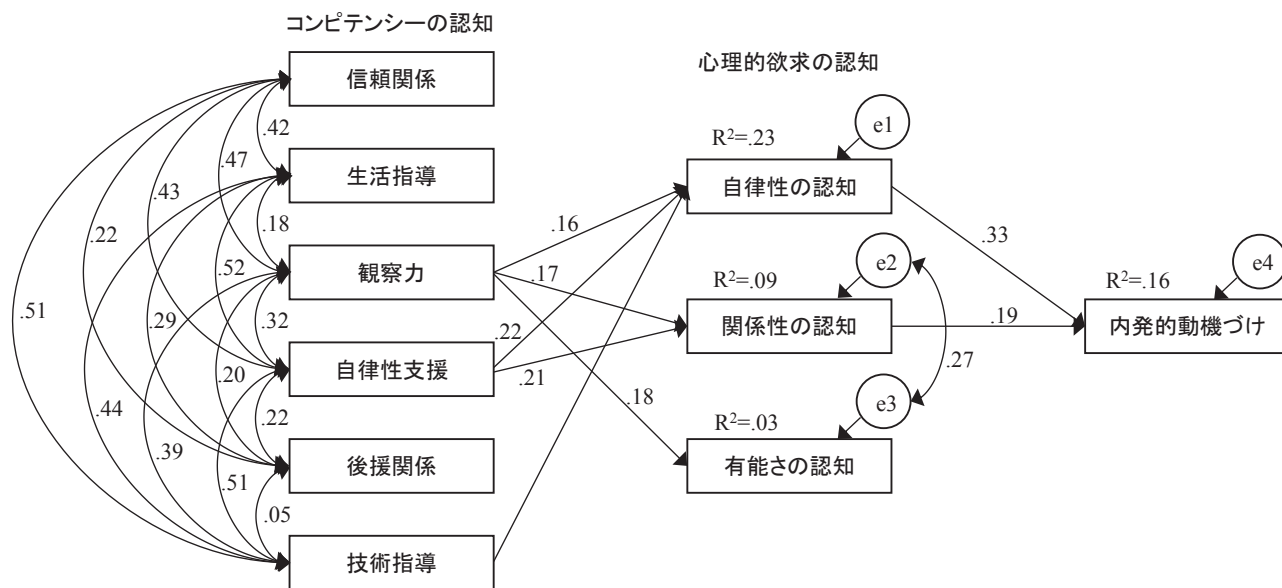 コンピテンシーの認知
信頼関係
生活指導
観察力
自律性支援
後援関係
技術指導
.42
.47
.43
.18
.22
.52
.51
.29
.32
.20
.44
.22
.39
.51
.05
心理的欲求の認知
R²=.23
e1
自律性の認知
.16
.17
.22
.21
.18
R²=.09
e2
関係性の認知
R²=.03
e3
有能さの認知
.27
.33
.19
R²=.16
e4
内発的動機づけ